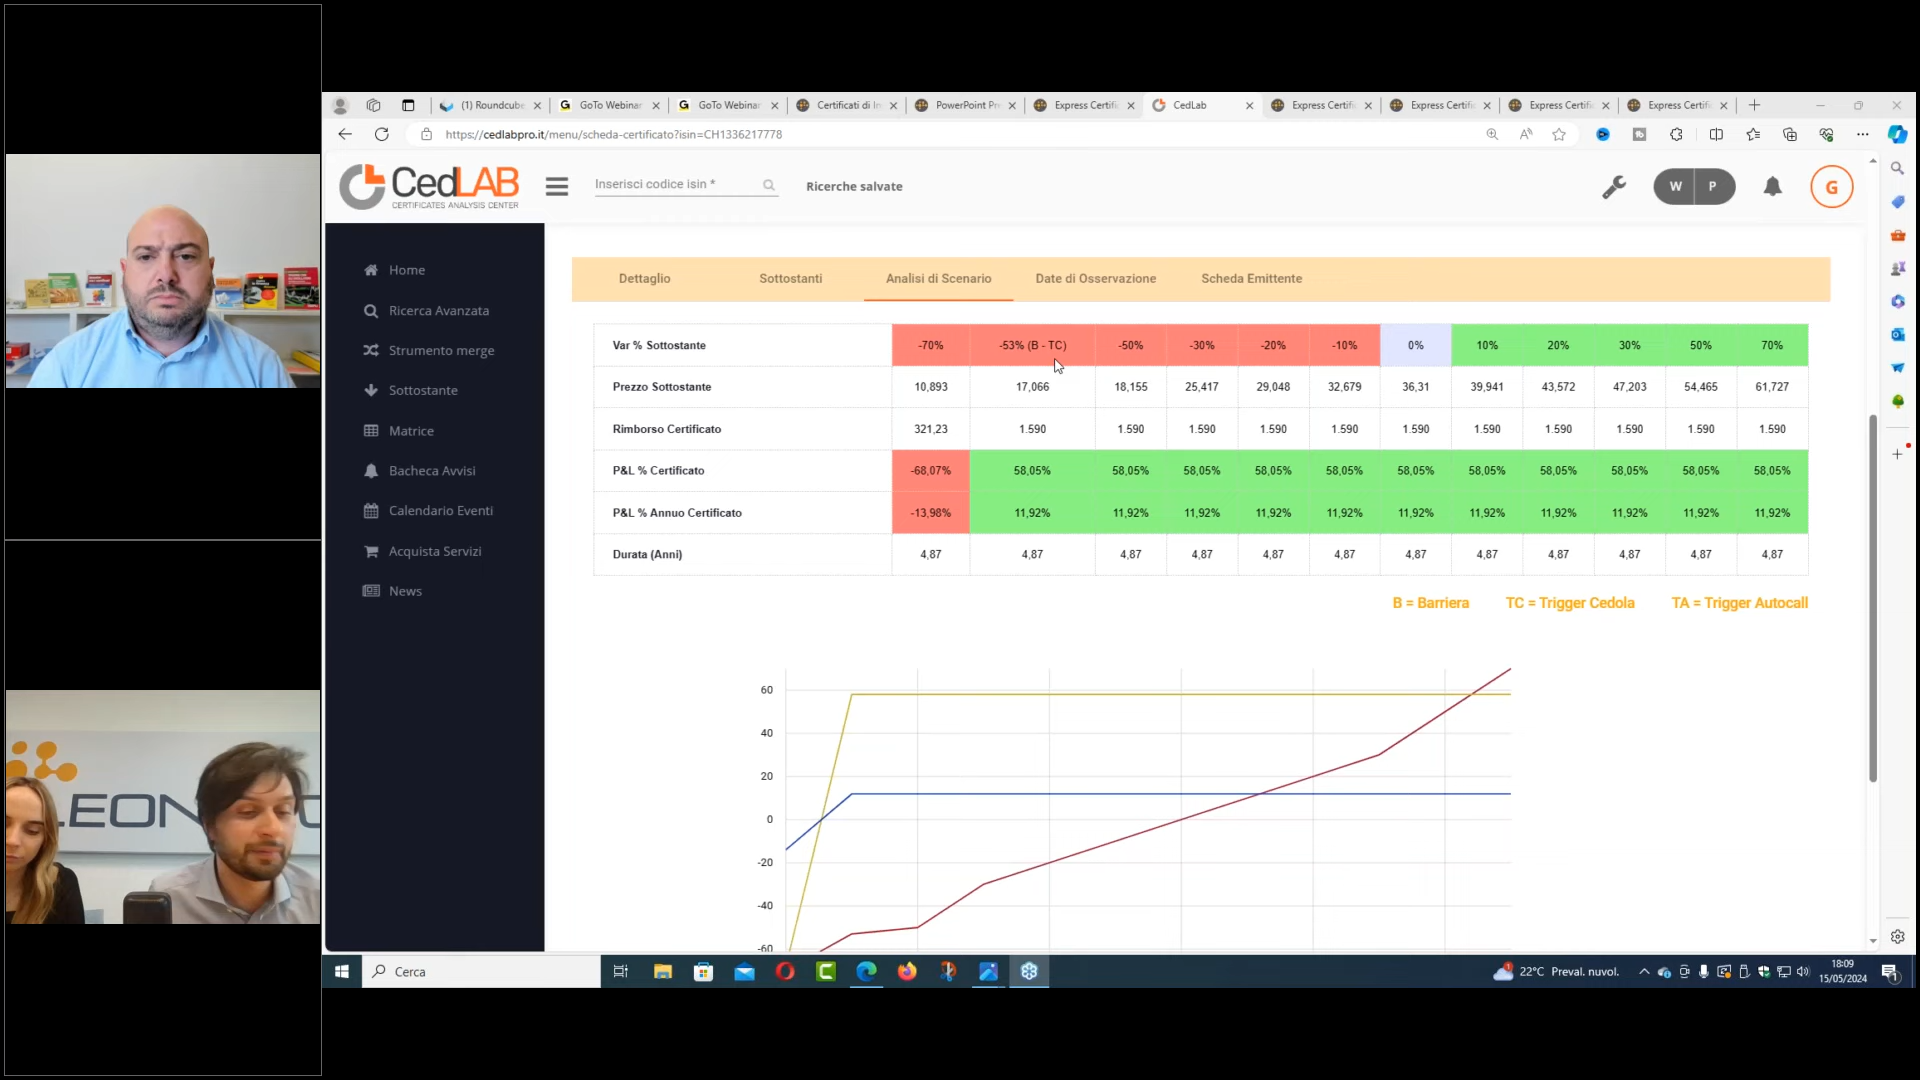 (1) Roundcube
GoTo Webinar
GoTo Webinar
Certificati di In
PowerPoint Pr
Express Certifi
CedLab
Express Certifi
Express Certifi
Express Certifi
Express Certifi
https://cedlabpro.it/menu/scheda-certificato?isin=CH1336217778
CedLAB
CERTIFICATES ANALYSIS CENTER
Inserisci codice isin *
Ricerche salvate
W P
G
Home
Ricerca Avanzata
Strumento merge
Sottostante
Matrice
Bacheca Avvisi
Calendario Eventi
Acquista Servizi
News
Dettaglio Sottostanti Analisi di Scenario Date di Osservazione Scheda Emittente
Var % Sottostante -70% -53% (B - TC) -50% -30% -20% -10% 0% 10% 20% 30% 50% 70%
Prezzo Sottostante 10,893 17,066 18,155 25,417 29,048 32,679 36,31 39,941 43,572 47,203 54,465 61,727
Rimborso Certificato 321,23 1.590 1.590 1.590 1.590 1.590 1.590 1.590 1.590 1.590 1.590 1.590
P&L % Certificato -68,07% 58,05% 58,05% 58,05% 58,05% 58,05% 58,05% 58,05% 58,05% 58,05% 58,05% 58,05%
P&L % Annuo Certificato -13,98% 11,92% 11,92% 11,92% 11,92% 11,92% 11,92% 11,92% 11,92% 11,92% 11,92% 11,92%
Durata (Anni) 4,87 4,87 4,87 4,87 4,87 4,87 4,87 4,87 4,87 4,87 4,87 4,87
B = Barriera TC = Trigger Cedola TA = Trigger Autocall
60
40
20
0
-20
-40
-60
LEON
Cerca
22°C Preval. nuvol.
18:09
15/05/2024